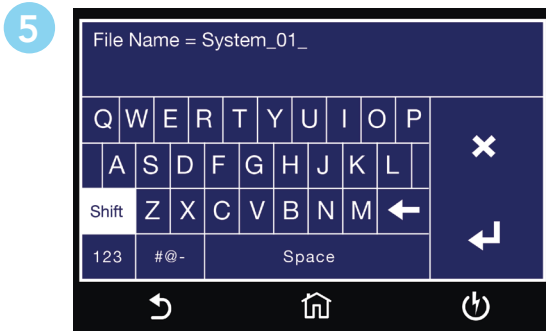 5
File Name = System_01_
Q W E R T Y U I O P
A S D F G H J K L
Shift Z X C V B N M
123 #@- Space